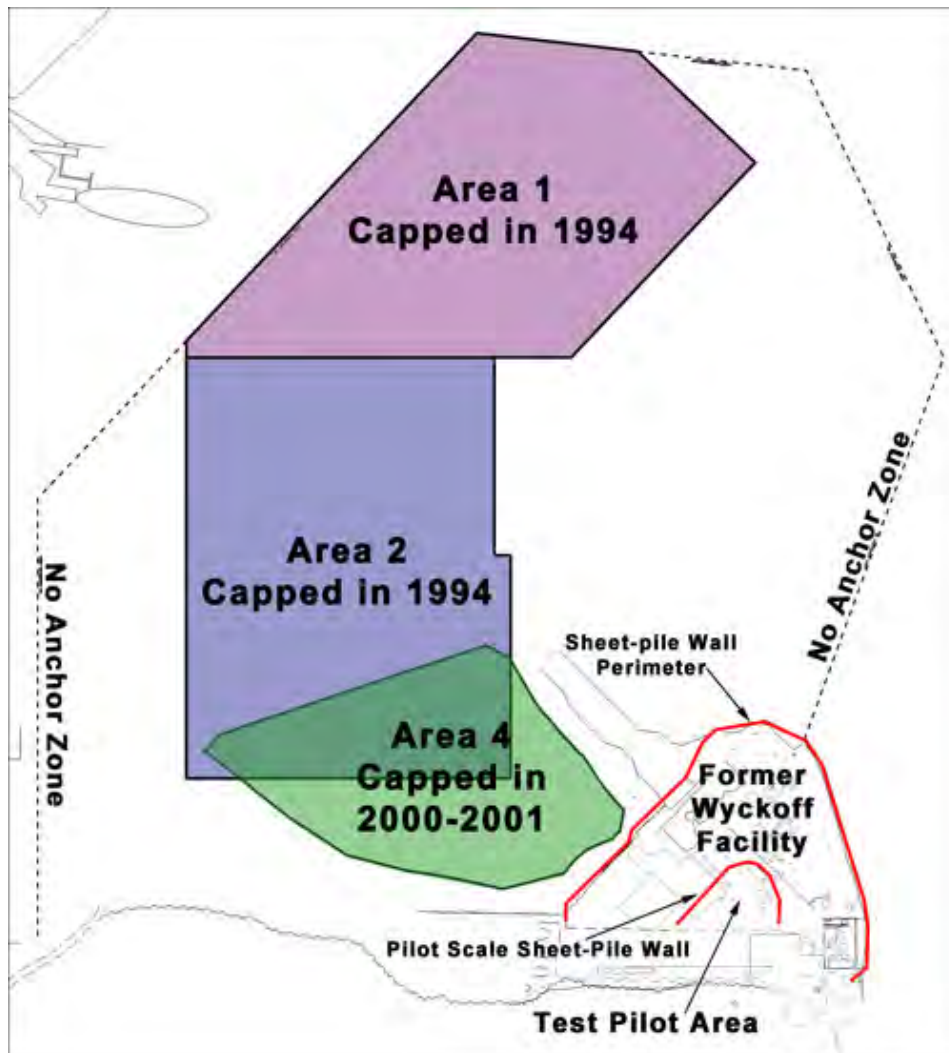 Area 1
Capped in 1994
Area 2
Capped in 1994
No Anchor Zone
No Anchor Zone
Sheet-pile Wall
Perimeter
Area 4
Capped in
2000-2001
Former
Wyckoff
Facility
Pilot Scale Sheet-Pile Wall
Test Pilot Area